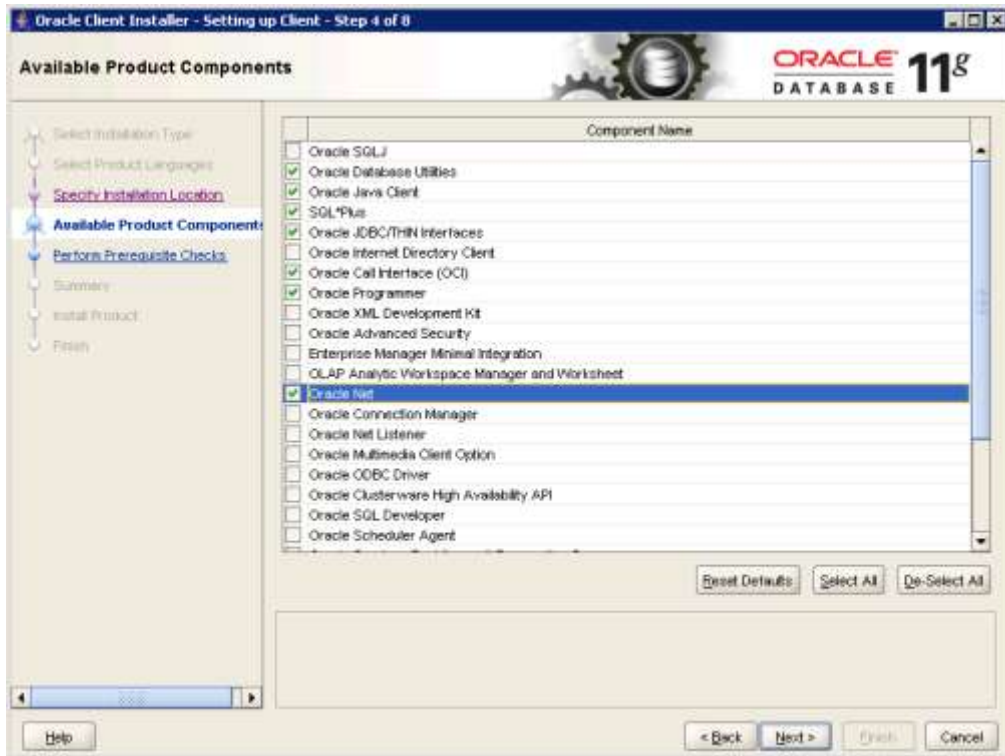 Oracle Client Installer - Setting up Client - Step 4 of 8
Available Product Components
ORACLE
DATABASE
11g
Select Installation Type
Select Product Languages
Specify Installation Location
Available Product Components
Perform Prerequisite Checks
Summary
Install Product
Finish
Component Name
Oracle SQLJ
Oracle Database Utilities
Oracle Java Client
SQL*Plus
Oracle JDBC/THIN Interfaces
Oracle Internet Directory Client
Oracle Call Interface (OCI)
Oracle Programmer
Oracle XML Development Kit
Oracle Advanced Security
Enterprise Manager Minimal Integration
OLAP Analytic Workspace Manager and Worksheet
Oracle Net
Oracle Connection Manager
Oracle Net Listener
Oracle Multimedia Client Option
Oracle ODBC Driver
Oracle Clusterware High Availability API
Oracle SQL Developer
Oracle Scheduler Agent
Reset Defaults
Select All
De-Select All
Help
< Back
Next >
Finish
Cancel